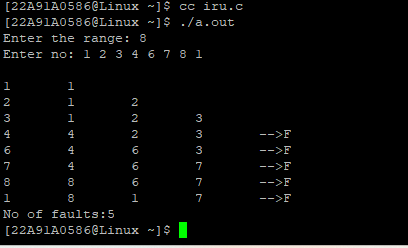 [22A91A0586@Linux ~]$ cc iru.c
[22A91A0586@Linux ~]$ ./a.out
Enter the range: 8
Enter no: 1 2 3 4 6 7 8 1
1 1
2 1 2
3 1 2 3
4 4 2 3 -->F
6 4 6 3 -->F
7 4 6 7 -->F
8 8 6 7 -->F
1 8 1 7 -->F
No of faults:5
[22A91A0586@Linux ~]$